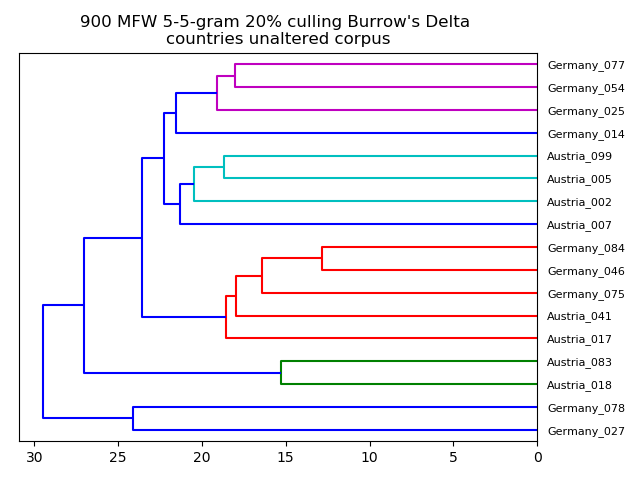 900 MFW 5-5-gram 20% culling Burrow's Delta
countries unaltered corpus
Germany_077
Germany_054
Germany_025
Germany_014
Austria_099
Austria_005
Austria_002
Austria_007
Germany_084
Germany_046
Germany_075
Austria_041
Austria_017
Austria_083
Austria_018
Germany_078
Germany_027
30 25 20 15 10 5 0